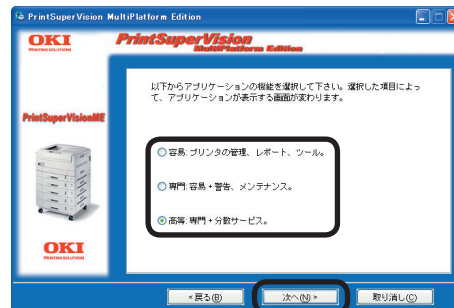 PrintSuperVision MultiPlatform Edition
OKI
PRINTING SOLUTIONS
PrintSuperVision
MultiPlatform Edition
以下からアプリケーションの機能を選択して下さい。選択した項目によっ
て、アプリケーションが表示する画面が変わります。
PrintSuperVisionME
容易: プリンタの管理、レポート、ツール。
専門: 容易 + 警告、メンテナンス。
高等: 専門 + 分散サービス。
OKI
PRINTING SOLUTIONS
< 戻る(B)
次へ(N) >
取り消し(C)